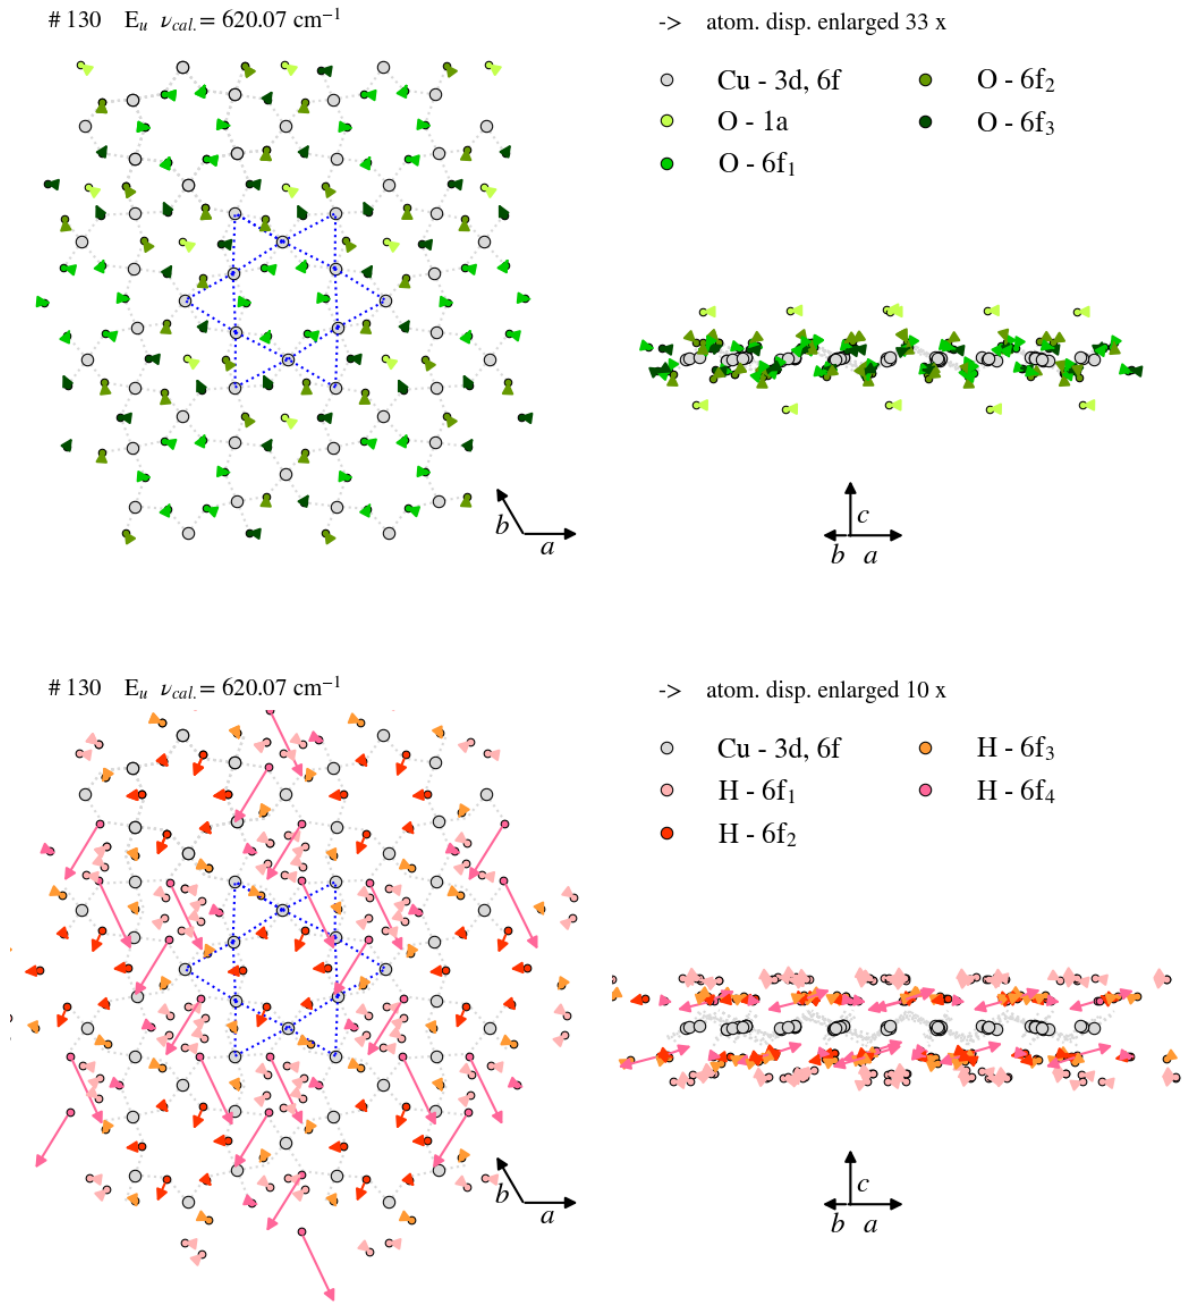 # 130 E_u ν_cal. = 620.07 cm⁻¹
-> atom. disp. enlarged 33 x
Cu - 3d, 6f
O - 1a
O - 6f₁
O - 6f₂
O - 6f₃
b
a
c
b a
# 130 E_u ν_cal. = 620.07 cm⁻¹
-> atom. disp. enlarged 10 x
Cu - 3d, 6f
H - 6f₁
H - 6f₂
H - 6f₃
H - 6f₄
b
a
c
b a